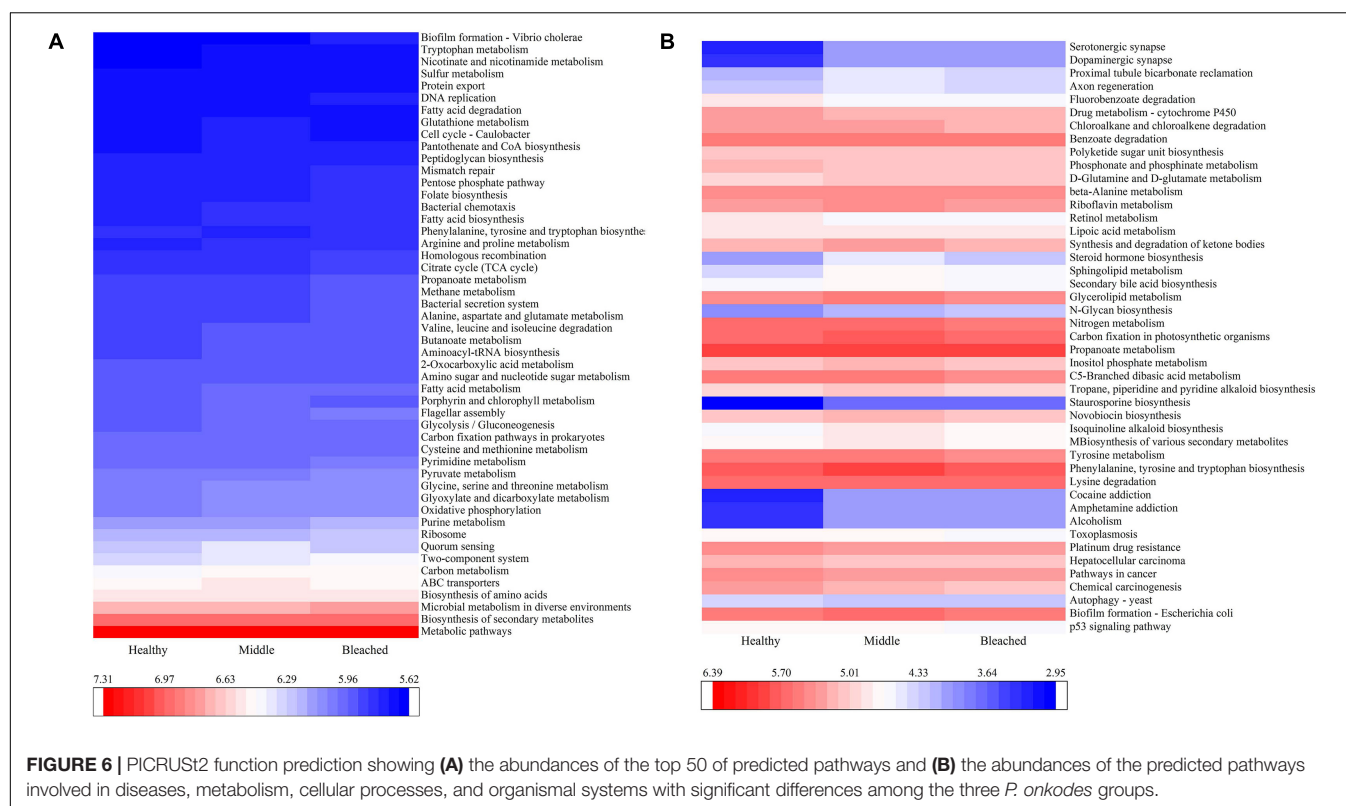 A
Biofilm formation - Vibrio cholerae
Tryptophan metabolism
Nicotinate and nicotinamide metabolism
Sulfur metabolism
Protein export
DNA replication
Fatty acid degradation
Glutathione metabolism
Cell cycle - Caulobacter
Pantothenate and CoA biosynthesis
Peptidoglycan biosynthesis
Mismatch repair
Pentose phosphate pathway
Folate biosynthesis
Bacterial chemotaxis
Fatty acid biosynthesis
Phenylalanine, tyrosine and tryptophan biosynthe
Arginine and proline metabolism
Homologous recombination
Citrate cycle (TCA cycle)
Propanoate metabolism
Methane metabolism
Bacterial secretion system
Alanine, aspartate and glutamate metabolism
Valine, leucine and isoleucine degradation
Butanoate metabolism
Aminoacyl-tRNA biosynthesis
2-Oxocarboxylic acid metabolism
Amino sugar and nucleotide sugar metabolism
Fatty acid metabolism
Porphyrin and chlorophyll metabolism
Flagellar assembly
Glycolysis / Gluconeogenesis
Carbon fixation pathways in prokaryotes
Cysteine and methionine metabolism
Pyrimidine metabolism
Pyruvate metabolism
Glycine, serine and threonine metabolism
Glyoxylate and dicarboxylate metabolism
Oxidative phosphorylation
Purine metabolism
Ribosome
Quorum sensing
Two-component system
Carbon metabolism
ABC transporters
Biosynthesis of amino acids
Microbial metabolism in diverse environments
Biosynthesis of secondary metabolites
Metabolic pathways
Healthy Middle Bleached
7.31 6.97 6.63 6.29 5.96 5.62
B
Serotonergic synapse
Dopaminergic synapse
Proximal tubule bicarbonate reclamation
Axon regeneration
Fluorobenzoate degradation
Drug metabolism - cytochrome P450
Chloroalkane and chloroalkene degradation
Benzoate degradation
Polyketide sugar unit biosynthesis
Phosphonate and phosphinate metabolism
D-Glutamine and D-glutamate metabolism
beta-Alanine metabolism
Riboflavin metabolism
Retinol metabolism
Lipoic acid metabolism
Synthesis and degradation of ketone bodies
Steroid hormone biosynthesis
Sphingolipid metabolism
Secondary bile acid biosynthesis
Glycerolipid metabolism
N-Glycan biosynthesis
Nitrogen metabolism
Carbon fixation in photosynthetic organisms
Propanoate metabolism
Inositol phosphate metabolism
C5-Branched dibasic acid metabolism
Tropane, piperidine and pyridine alkaloid biosynthesis
Staurosporine biosynthesis
Novobiocin biosynthesis
Isoquinoline alkaloid biosynthesis
MBiosynthesis of various secondary metabolites
Tyrosine metabolism
Phenylalanine, tyrosine and tryptophan biosynthesis
Lysine degradation
Cocaine addiction
Amphetamine addiction
Alcoholism
Toxoplasmosis
Platinum drug resistance
Hepatocellular carcinoma
Pathways in cancer
Chemical carcinogenesis
Autophagy - yeast
Biofilm formation - Escherichia coli
p53 signaling pathway
Healthy Middle Bleached
6.39 5.70 5.01 4.33 3.64 2.95
FIGURE 6 | PICRUSt2 function prediction showing (A) the abundances of the top 50 of predicted pathways and (B) the abundances of the predicted pathways
involved in diseases, metabolism, cellular processes, and organismal systems with significant differences among the three P. onkodes groups.